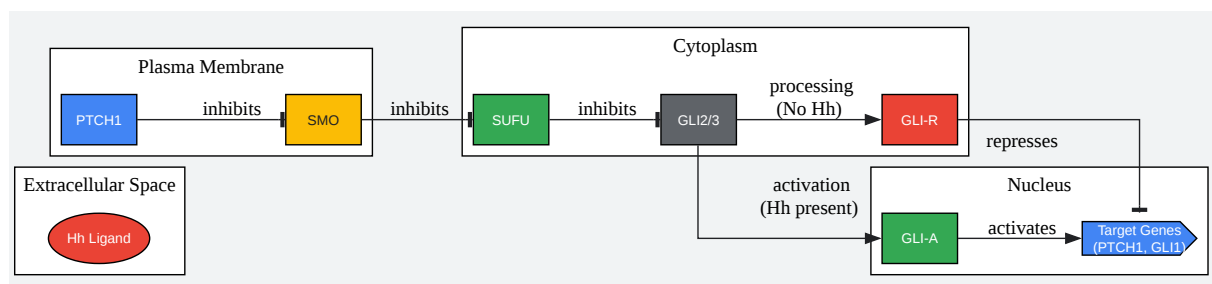 Plasma Membrane
PTCH1
inhibits
SMO
inhibits
Cytoplasm
SUFU
inhibits
GLI2/3
processing
(No Hh)
GLI-R
represses
Extracellular Space
Hh Ligand
activation
(Hh present)
Nucleus
GLI-A
activates
Target Genes
(PTCH1, GLI1)